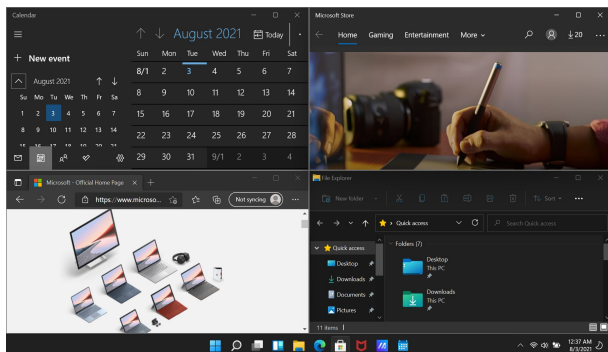 Calendar
August 2021
Today
New event
Sun Mon Tue Wed Thu Fri Sat
8/1 2 3 4 5 6 7
8 9 10 11 12 13 14
15 16 17 18 19 20 21
22 23 24 25 26 27 28
29 30 31 9/1 2 3 4
August 2021
Su Mo Tu We Th Fr Sa
1 2 3 4 5 6 7
8 9 10 11 12 13 14
15 16 17 18 19 20 21
Microsoft Store
Home Gaming Entertainment More
20
Microsoft - Official Home Page
https://www.microso...
Not syncing
File Explorer
New folder
Sort
Quick access
Search Quick access
Quick access
Desktop
Downloads
Documents
Pictures
Folders (7)
Desktop
This PC
Downloads
This PC
11 items
12:37 AM
8/3/2021